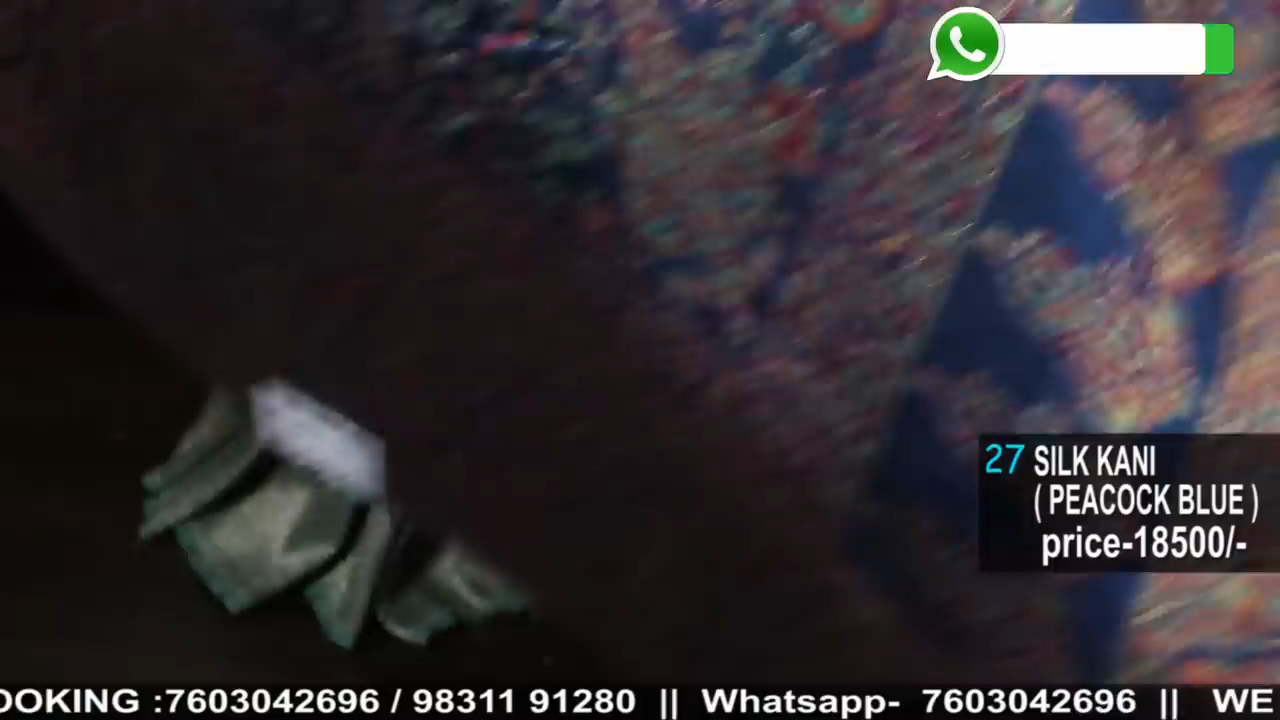 27 SILK KANI
( PEACOCK BLUE )
price-18500/-
OOKING :7603042696 / 98311 91280 || Whatsapp- 7603042696 || WE